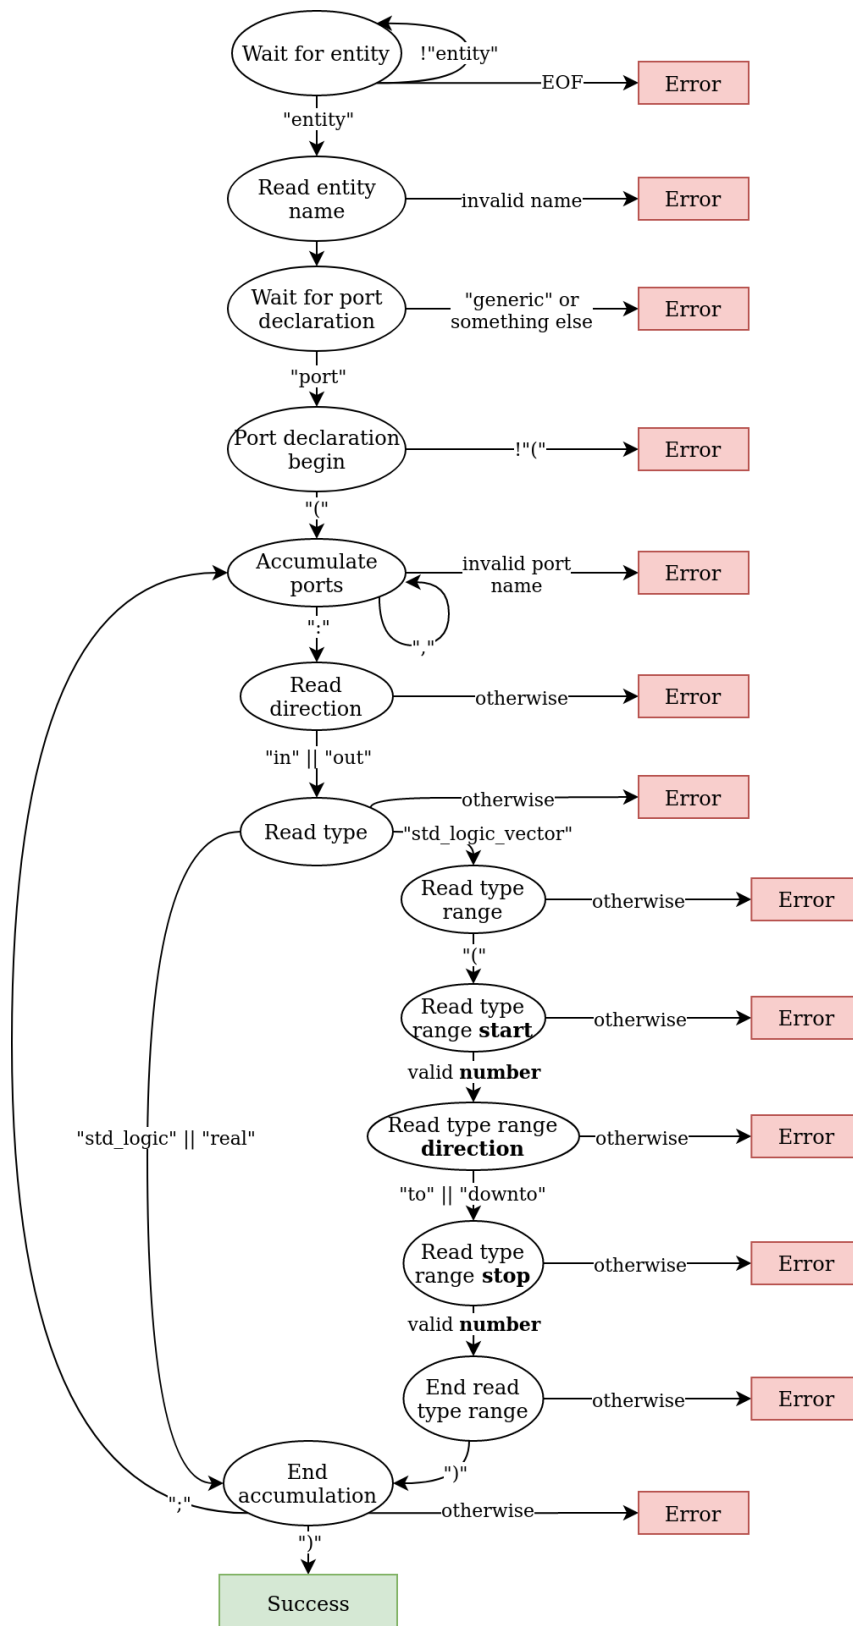 Wait for entity
!"entity"
EOF
Error
"entity"
Read entity
name
invalid name
Error
Wait for port
declaration
"generic" or
something else
Error
"port"
Port declaration
begin
!"("
Error
"("
Accumulate
ports
invalid port
name
Error
":"
","
Read
direction
otherwise
Error
"in" || "out"
Read type
otherwise
Error
"std_logic_vector"
Read type
range
otherwise
Error
"("
Read type
range start
otherwise
Error
valid number
Read type range
direction
otherwise
Error
"std_logic" || "real"
"to" || "downto"
Read type
range stop
otherwise
Error
valid number
End read
type range
otherwise
Error
")"
End
accumulation
";"
otherwise
Error
")"
Success